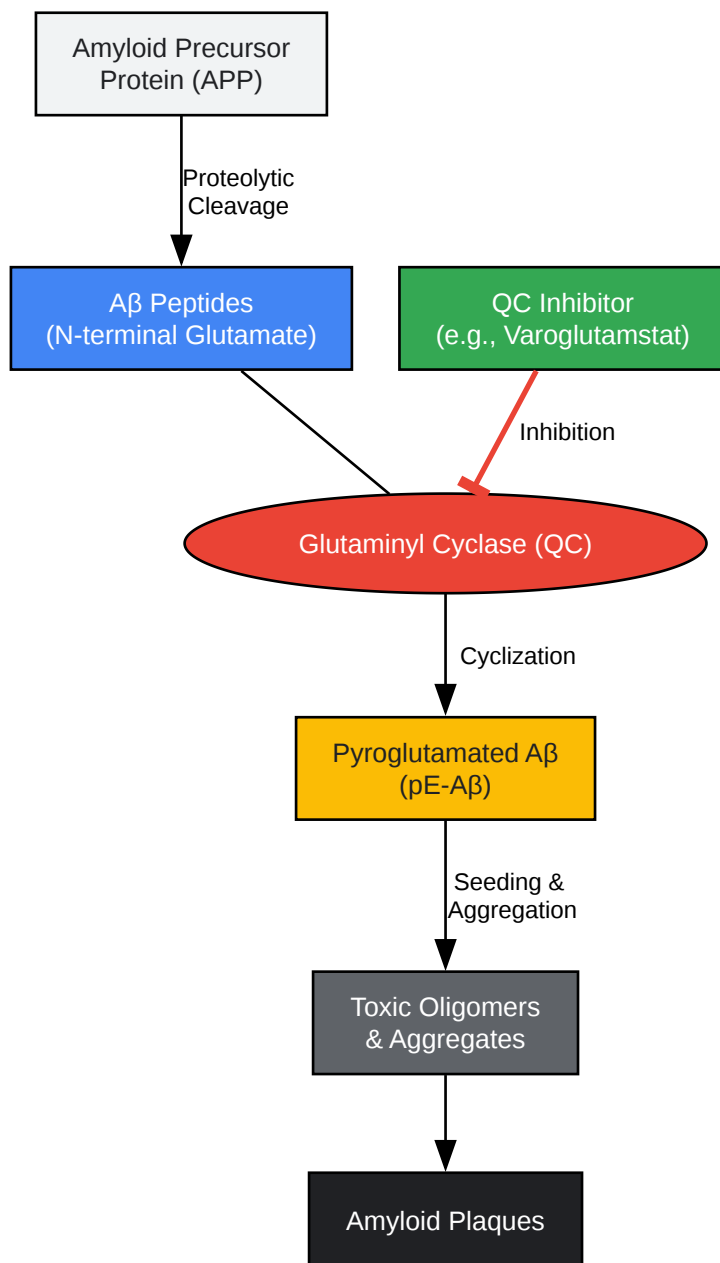 Amyloid Precursor
Protein (APP)
Proteolytic
Cleavage
Aβ Peptides
(N-terminal Glutamate)
QC Inhibitor
(e.g., Varoglutamstat)
Inhibition
Glutaminyl Cyclase (QC)
Cyclization
Pyroglutamated Aβ
(pE-Aβ)
Seeding &
Aggregation
Toxic Oligomers
& Aggregates
Amyloid Plaques